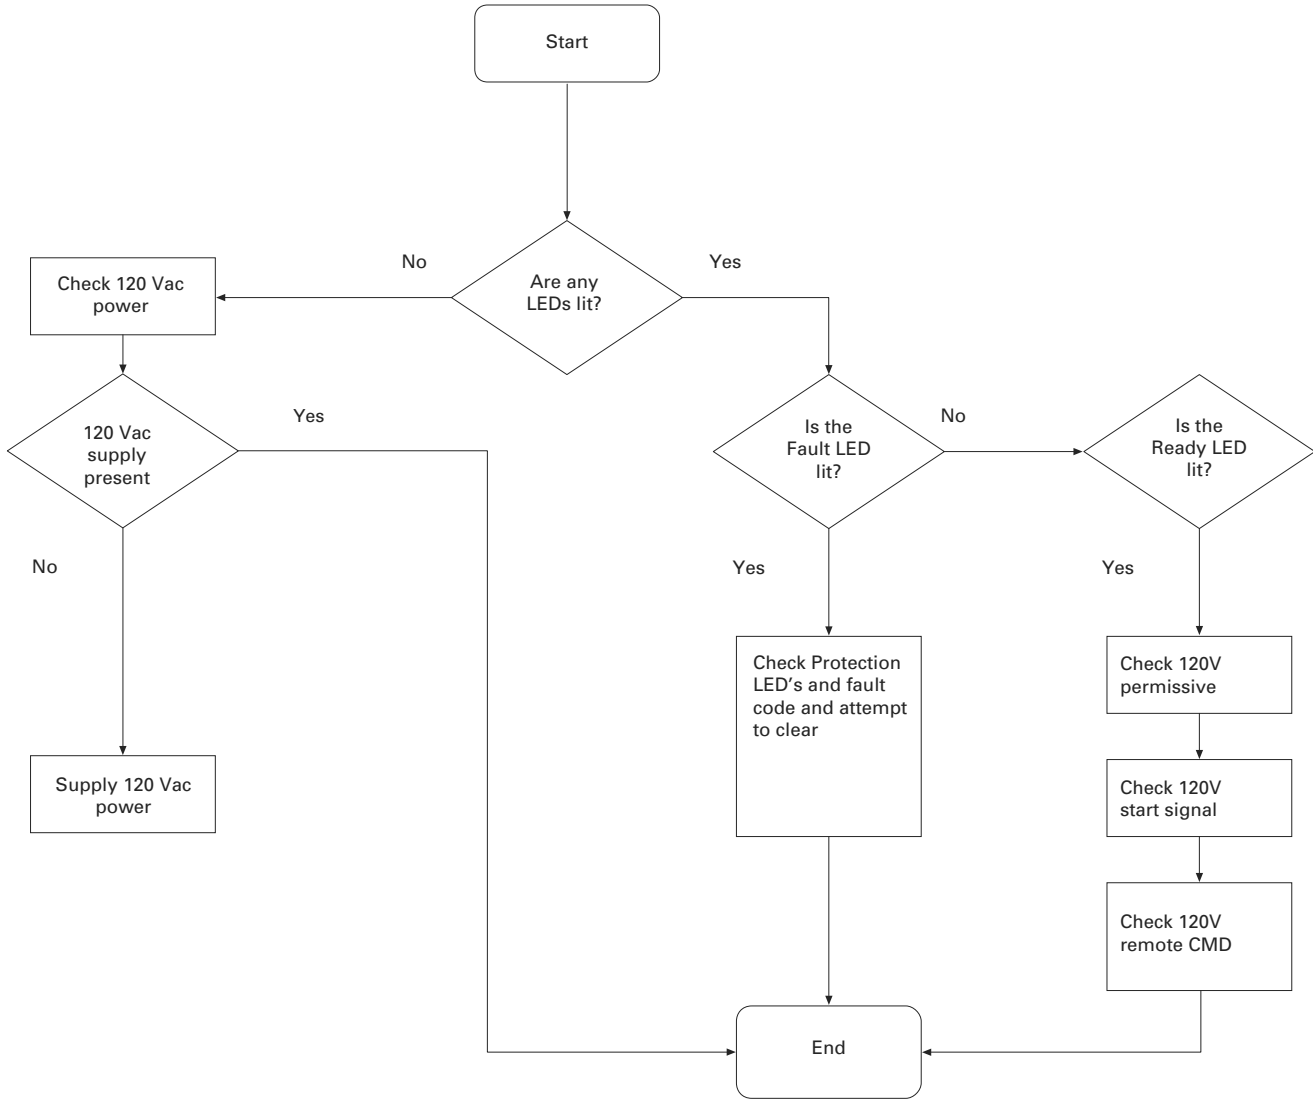 Start
No
Yes
Check 120 Vac
power
Are any
LEDs lit?
Yes
120 Vac
supply
present
No
Is the
Fault LED
lit?
Is the
Ready LED
lit?
No
Yes
Yes
Check Protection
LED's and fault
code and attempt
to clear
Check 120V
permissive
Supply 120 Vac
power
Check 120V
start signal
Check 120V
remote CMD
End